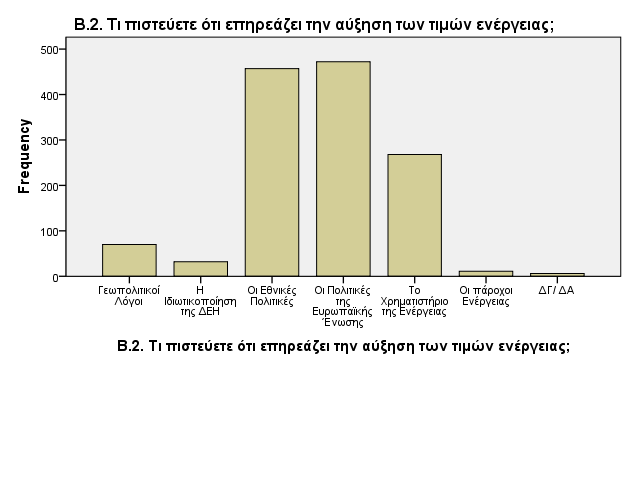 B.2. Τι πιστεύετε ότι επηρεάζει την αύξηση των τιμών ενέργειας;
500
400
300
200
100
0
Frequency
Γεωπολιτικοί
Λόγοι
Η
Ιδιωτικοποίηση
της ΔΕΗ
Οι Εθνικές
Πολιτικές
Οι Πολιτικές
της
Ευρωπαϊκής
Ένωσης
Το
Χρηματιστήριο
της Ενέργειας
Οι πάροχοι
Ενέργειας
ΔΓ/ ΔΑ
B.2. Τι πιστεύετε ότι επηρεάζει την αύξηση των τιμών ενέργειας;